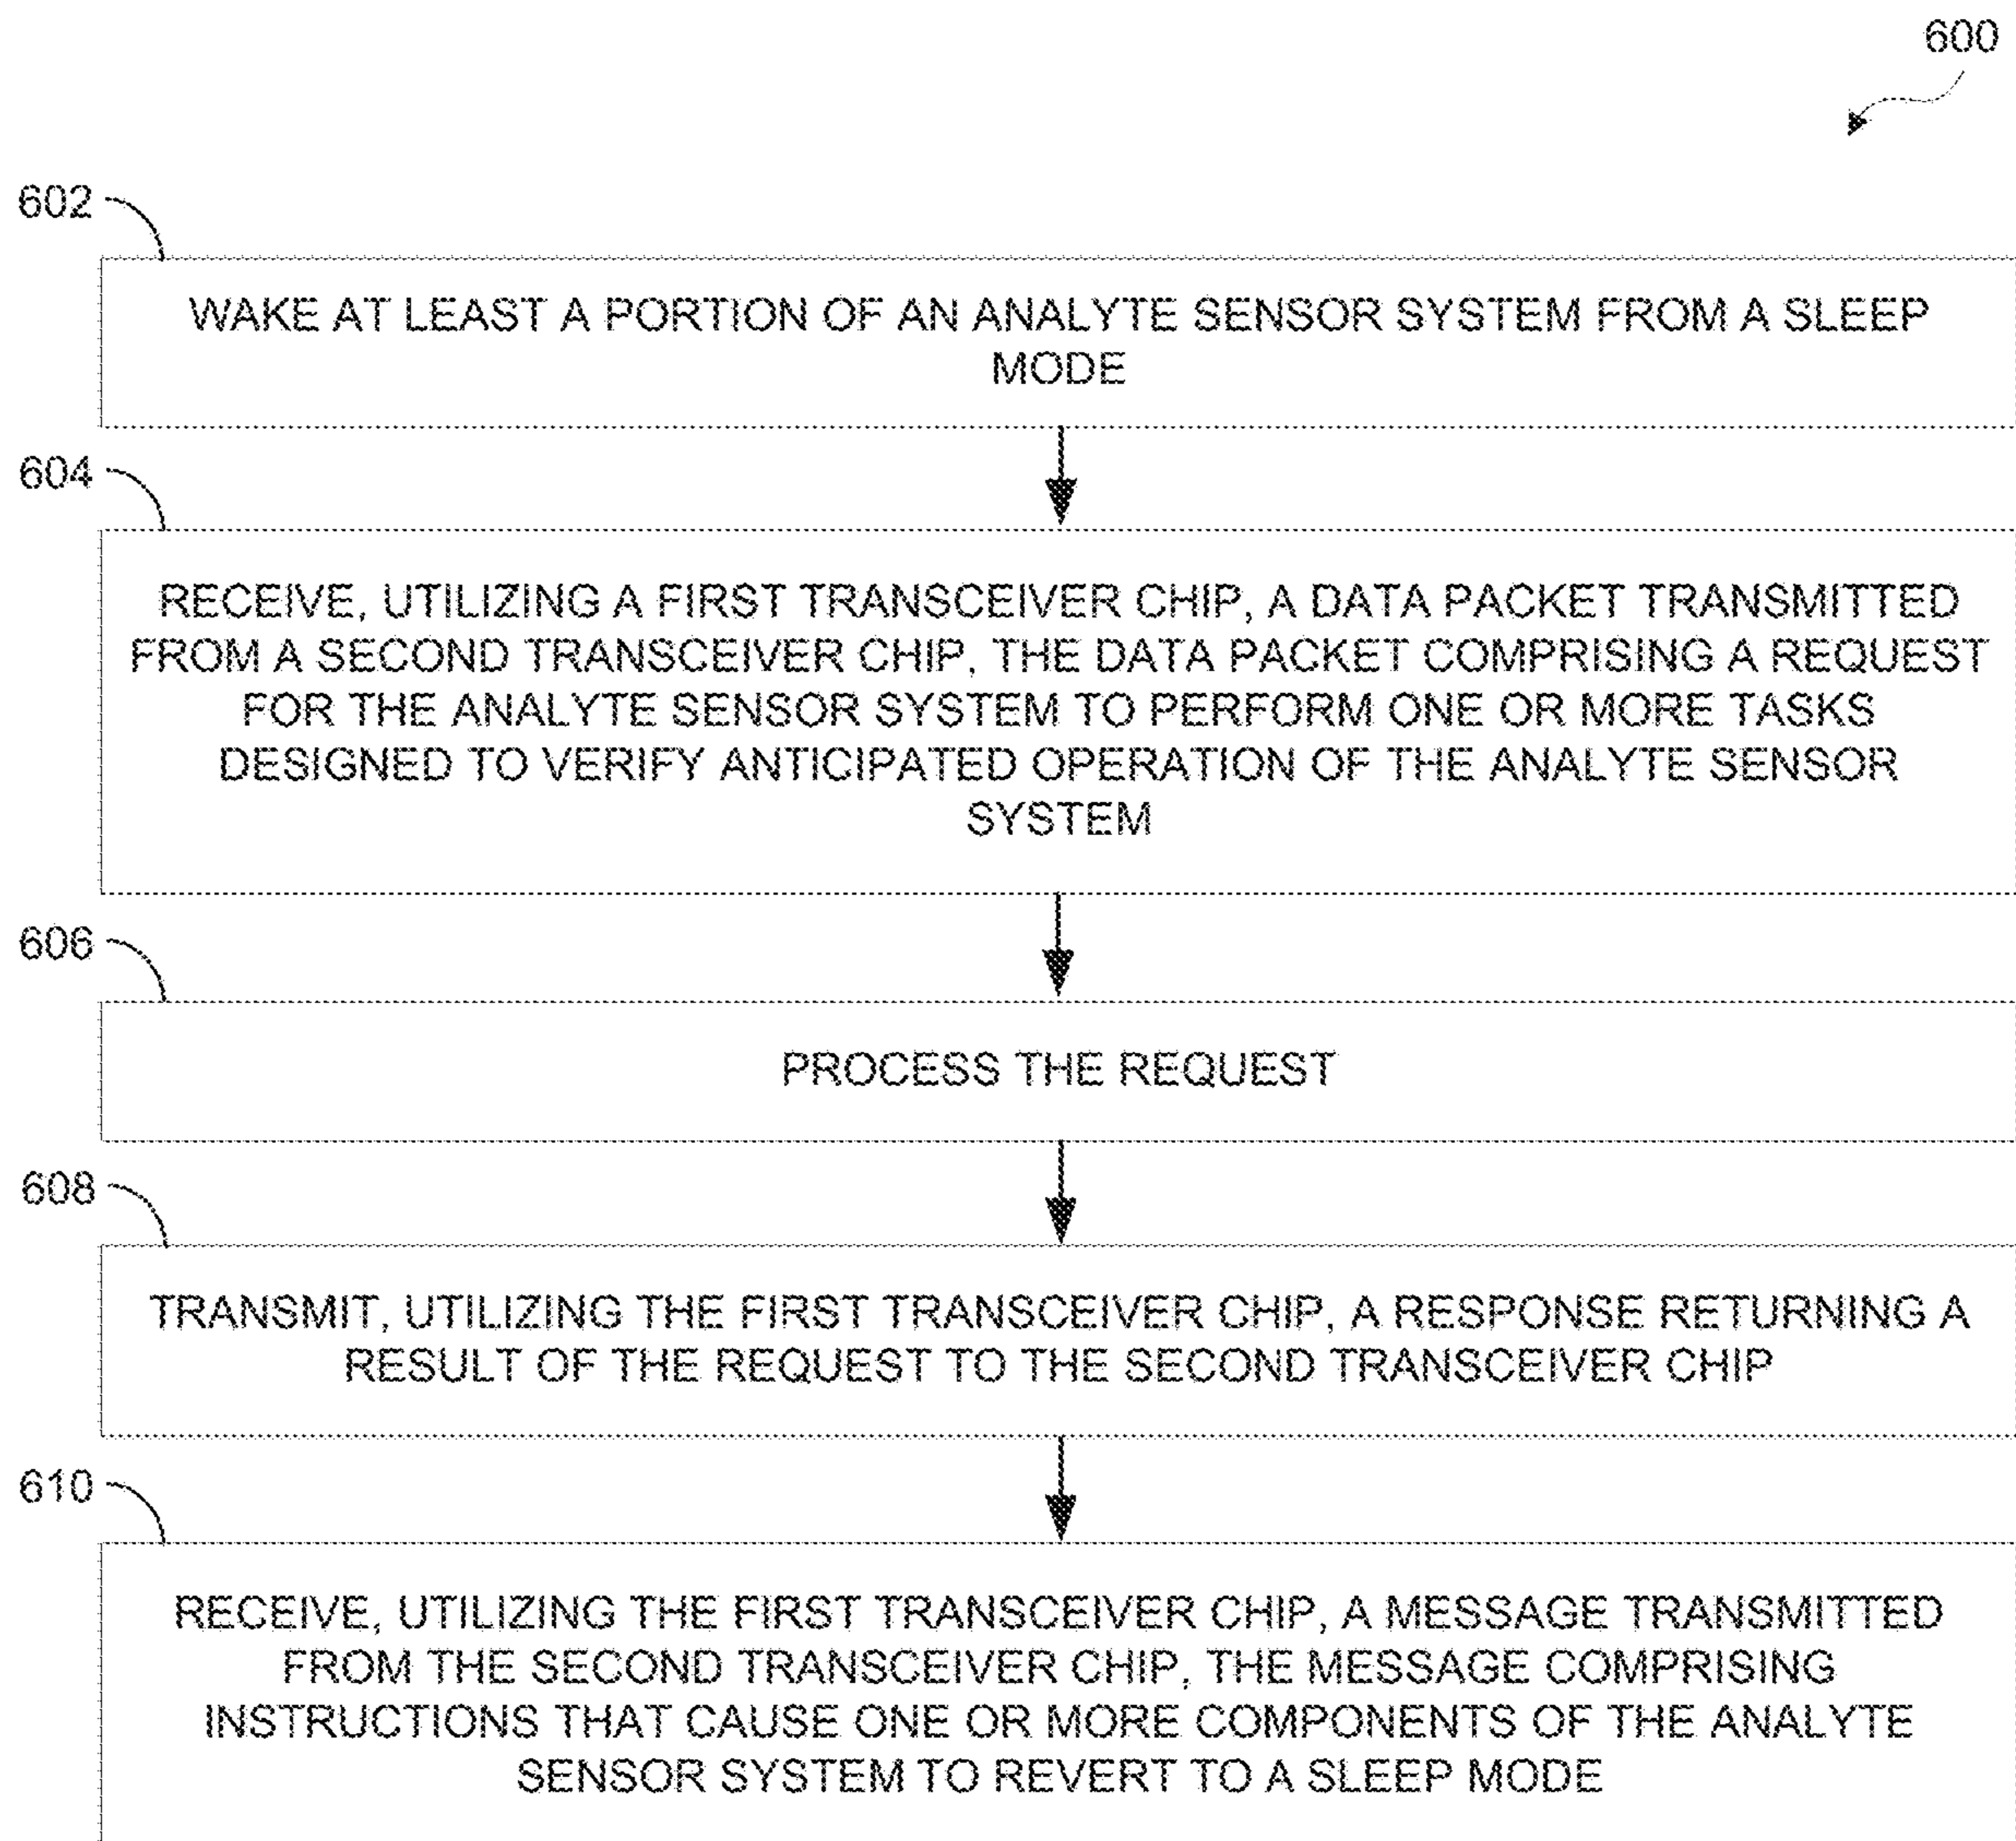 600
602
WAKE AT LEAST A PORTION OF AN ANALYTE SENSOR SYSTEM FROM A SLEEP
MODE
604
RECEIVE, UTILIZING A FIRST TRANSCEIVER CHIP, A DATA PACKET TRANSMITTED
FROM A SECOND TRANSCEIVER CHIP, THE DATA PACKET COMPRISING A REQUEST
FOR THE ANALYTE SENSOR SYSTEM TO PERFORM ONE OR MORE TASKS
DESIGNED TO VERIFY ANTICIPATED OPERATION OF THE ANALYTE SENSOR
SYSTEM
606
PROCESS THE REQUEST
608
TRANSMIT, UTILIZING THE FIRST TRANSCEIVER CHIP, A RESPONSE RETURNING A
RESULT OF THE REQUEST TO THE SECOND TRANSCEIVER CHIP
610
RECEIVE, UTILIZING THE FIRST TRANSCEIVER CHIP, A MESSAGE TRANSMITTED
FROM THE SECOND TRANSCEIVER CHIP, THE MESSAGE COMPRISING
INSTRUCTIONS THAT CAUSE ONE OR MORE COMPONENTS OF THE ANALYTE
SENSOR SYSTEM TO REVERT TO A SLEEP MODE